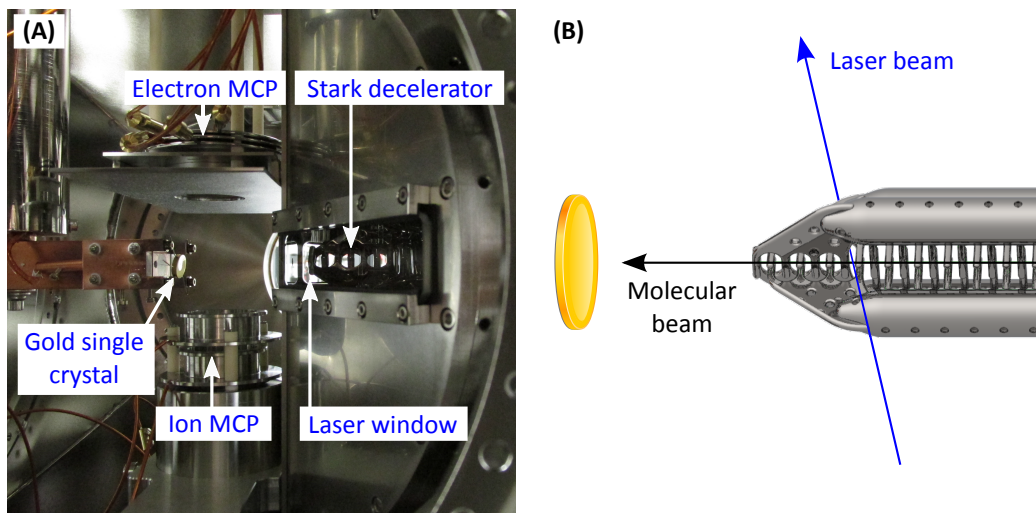 (A)
Electron MCP
Stark decelerator
Gold single
crystal
Ion MCP
Laser window
(B)
Laser beam
Molecular
beam